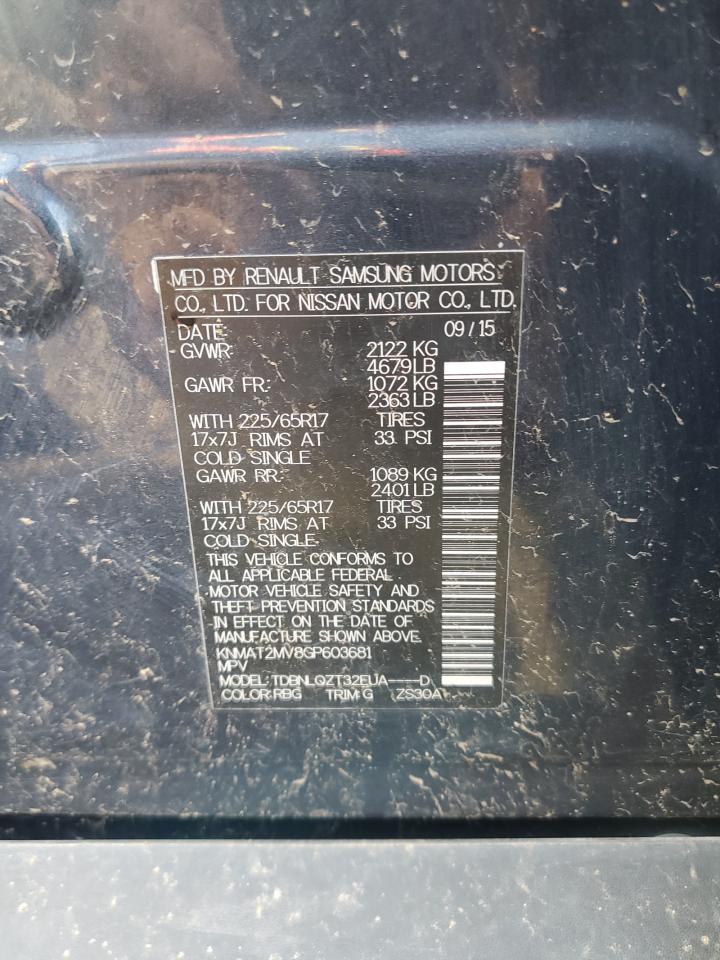 MFD BY RENAULT SAMSUNG MOTORS
CO., LTD. FOR NISSAN MOTOR CO., LTD.
DATE: 09/15
GVWR: 2122 KG
4679LB
GAWR FR: 1072 KG
2363 LB
WITH 225/65R17 TIRES
17x7J RIMS AT 33 PSI
COLD SINGLE
GAWR RR: 1089 KG
2401 LB
WITH 225/65R17 TIRES
17x7J RIMS AT 33 PSI
COLD SINGLE
THIS VEHICLE CONFORMS TO
ALL APPLICABLE FEDERAL
MOTOR VEHICLE SAFETY AND
THEFT PREVENTION STANDARDS
IN EFFECT ON THE DATE OF
MANUFACTURE SHOWN ABOVE.
KNMAT2MV8GP603681
MPV
MODEL: TDBNLQZT32EUA----D
COLOR:RBG TRIM:G ZS30A